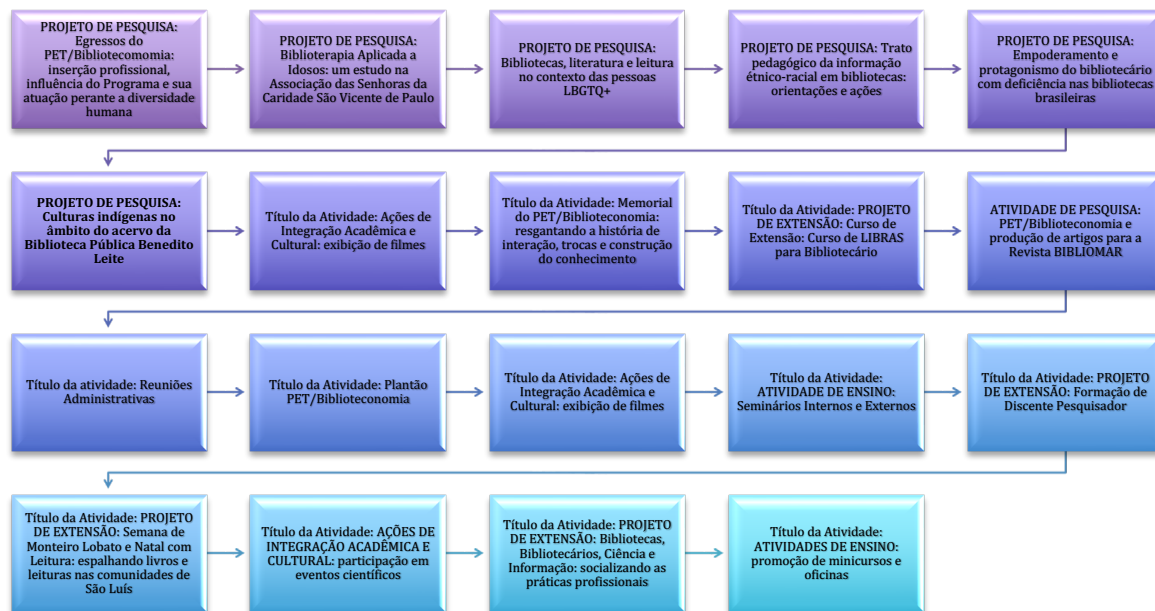 PROJETO DE PESQUISA:
Egressos do
PET/Bibliotecomomia:
inserção profissional,
influência do Programa e sua
atuação perante a diversidade
humana
PROJETO DE PESQUISA:
Biblioterapia Aplicada a
Idosos: um estudo na
Associação das Senhoras da
Caridade São Vicente de Paulo
PROJETO DE PESQUISA:
Bibliotecas, literatura e leitura
no contexto das pessoas
LBGTQ+
PROJETO DE PESQUISA: Trato
pedagógico da informação
étnico-racial em bibliotecas:
orientações e ações
PROJETO DE PESQUISA:
Empoderamento e
protagonismo do bibliotecário
com deficiência nas bibliotecas
brasileiras
PROJETO DE PESQUISA:
Culturas indígenas no
âmbito do acervo da
Biblioteca Pública Benedito
Leite
Título da Atividade: Ações de
Integração Acadêmica e
Cultural: exibição de filmes
Título da Atividade: Memorial
do PET/Biblioteconomia:
resgantando a história de
interação, trocas e construção
do conhecimento
Título da Atividade:
PROJETO DE EXTENSÃO: Curso
de Extensão: Curso de LIBRAS
para Bibliotecário
ATIVIDADE DE PESQUISA:
PET/Biblioteconomia e
produção de artigos para a
Revista BIBLIOMAR
Título da atividade: Reuniões
Administrativas
Título da Atividade: Plantão
PET/Biblioteconomia
Título da Atividade: Ações de
Integração Acadêmica e
Cultural: exibição de filmes
Título da Atividade:
ATIVIDADE DE ENSINO:
Seminários Internos e Externos
Título da Atividade: PROJETO
DE EXTENSÃO: Formação de
Discente Pesquisador
Título da Atividade: PROJETO
DE EXTENSÃO: Semana de
Monteiro Lobato e Natal com
Leitura: espalhando livros e
leituras nas comunidades de
São Luís
Título da Atividade: AÇÕES DE
INTEGRAÇÃO ACADÊMICA E
CULTURAL: participação em
eventos científicos
Título da Atividade: PROJETO
DE EXTENSÃO: Bibliotecas,
Bibliotecários, Ciência e
Informação: socializando as
práticas profissionais
Título da Atividade:
ATIVIDADES DE ENSINO:
promoção de minicursos e
oficinas